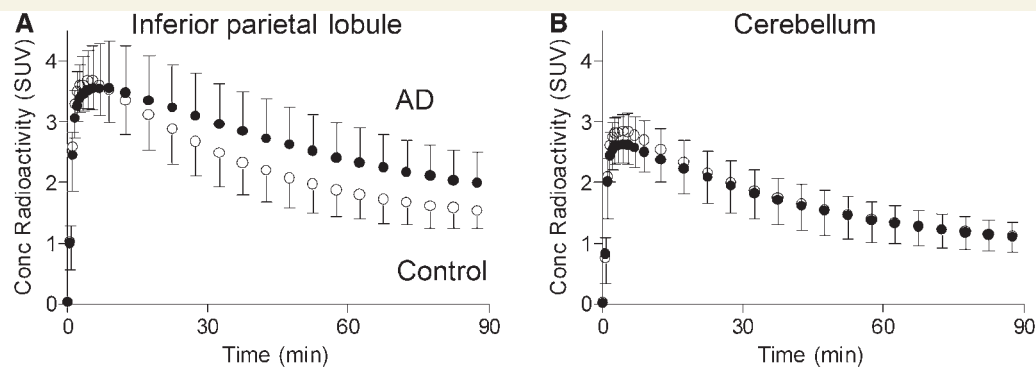 A Inferior parietal lobule
Conc Radioactivity (SUV)
4
3
2
1
0
AD
Control
0 30 60 90
Time (min)
B Cerebellum
Conc Radioactivity (SUV)
4
3
2
1
0
0 30 60 90
Time (min)